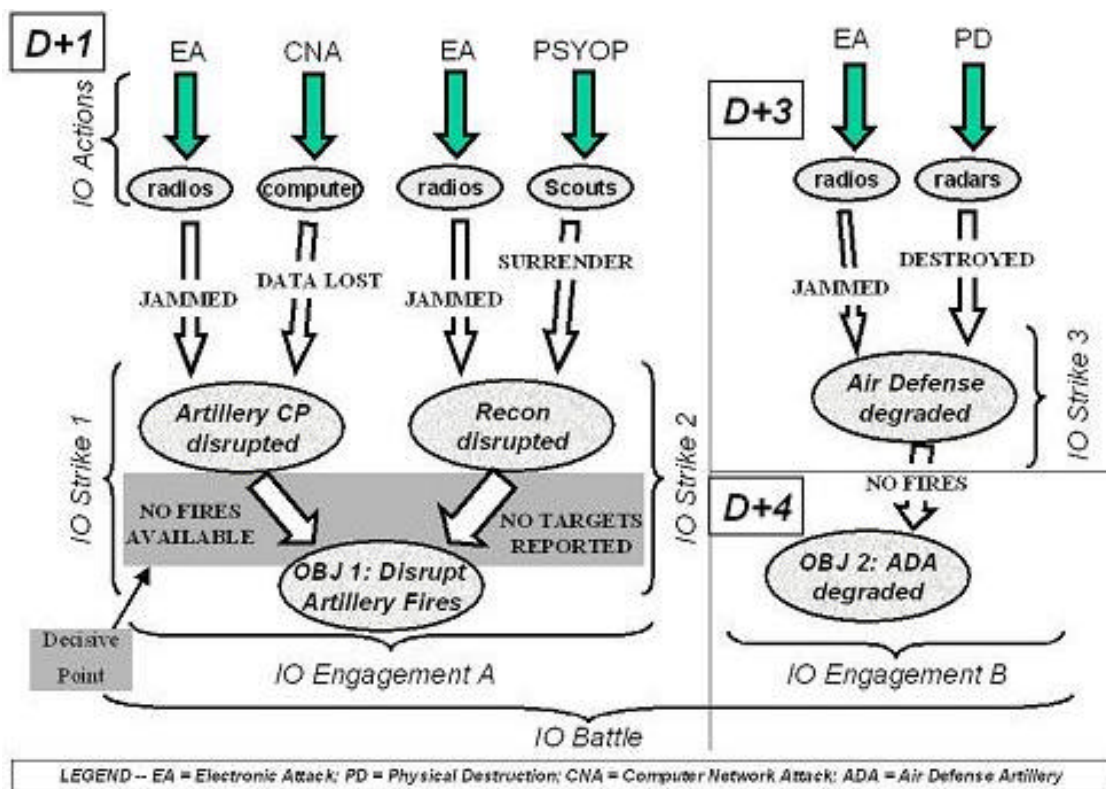 D+1
EA
CNA
EA
PSYOP
IO Actions
radios
computer
radios
Scouts
JAMMED
DATA LOST
JAMMED
SURRENDER
IO Strike 1
Artillery CP
disrupted
Recon
disrupted
IO Strike 2
NO FIRES
AVAILABLE
NO TARGETS
REPORTED
OBJ 1: Disrupt
Artillery Fires
Decisive
Point
IO Engagement A
D+3
EA
PD
radios
radars
JAMMED
DESTROYED
Air Defense
degraded
IO Strike 3
D+4
NO FIRES
OBJ 2: ADA
degraded
IO Engagement B
IO Battle
LEGEND -- EA = Electronic Attack; PD = Physical Destruction; CNA = Computer Network Attack; ADA = Air Defense Artillery